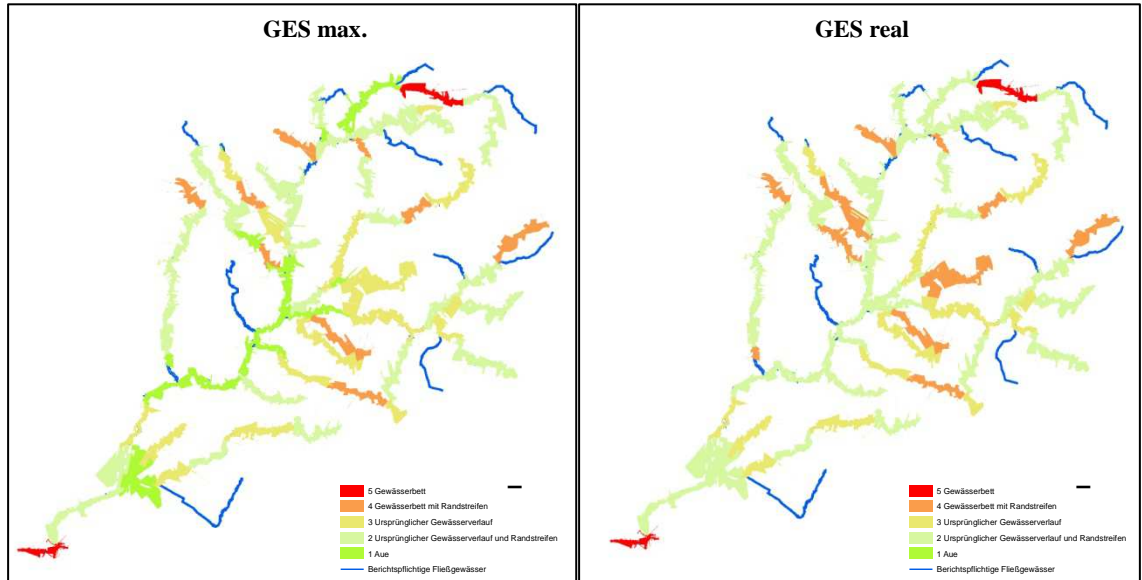 GES max.
5 Gewässerbett
4 Gewässerbett mit Randstreifen
3 Ursprünglicher Gewässerverlauf
2 Ursprünglicher Gewässerverlauf und Randstreifen
1 Aue
Berichtspflichtige Fließgewässer
GES real
5 Gewässerbett
4 Gewässerbett mit Randstreifen
3 Ursprünglicher Gewässerverlauf
2 Ursprünglicher Gewässerverlauf und Randstreifen
1 Aue
Berichtspflichtige Fließgewässer